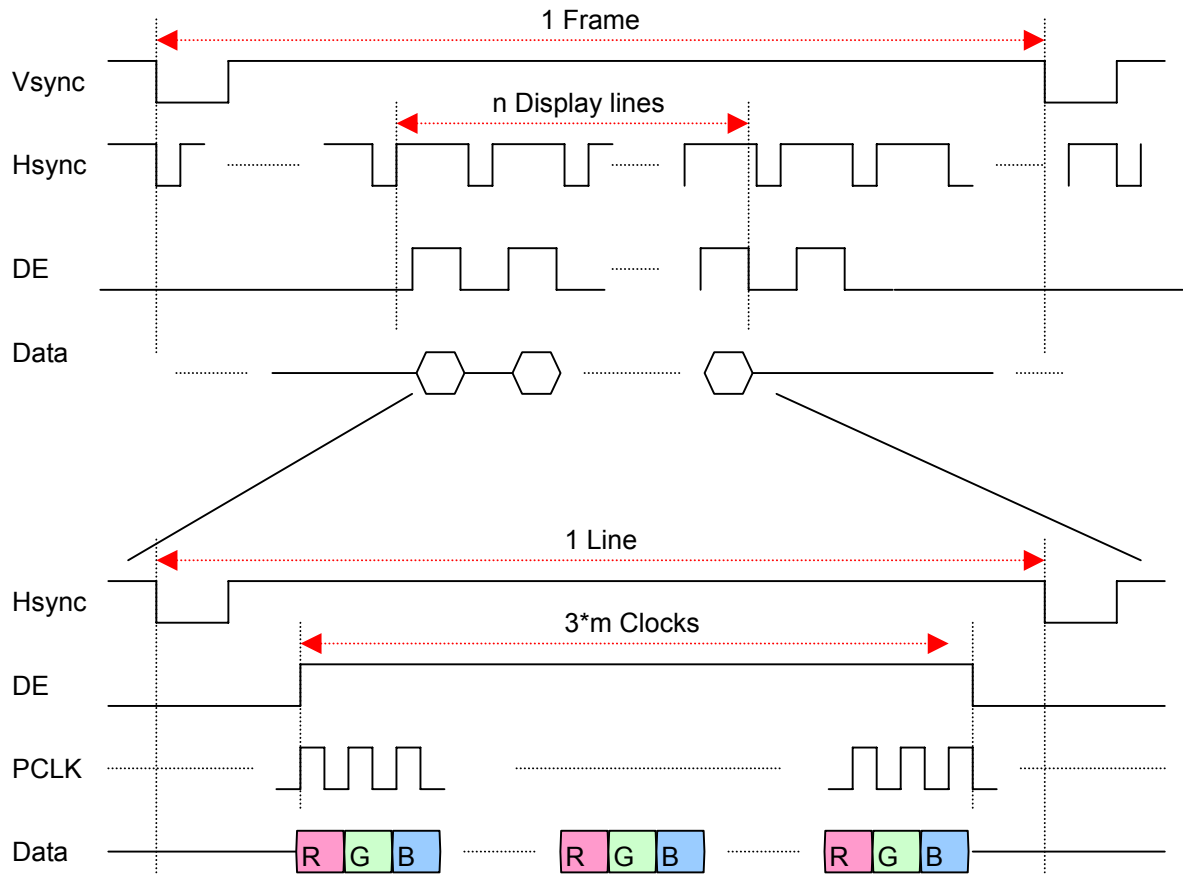 1 Frame
Vsync
n Display lines
Hsync
DE
Data
1 Line
Hsync
3*m Clocks
DE
PCLK
Data R G B R G B R G B